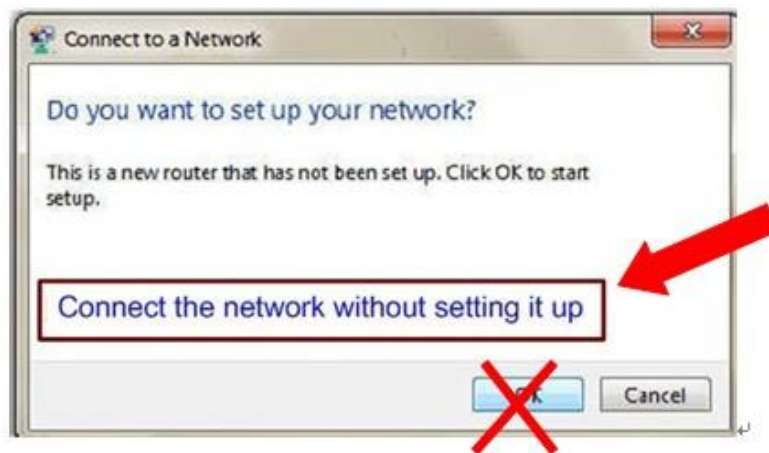 Connect to a Network
Do you want to set up your network?
This is a new router that has not been set up. Click OK to start
setup.
Connect the network without setting it up
OK
Cancel